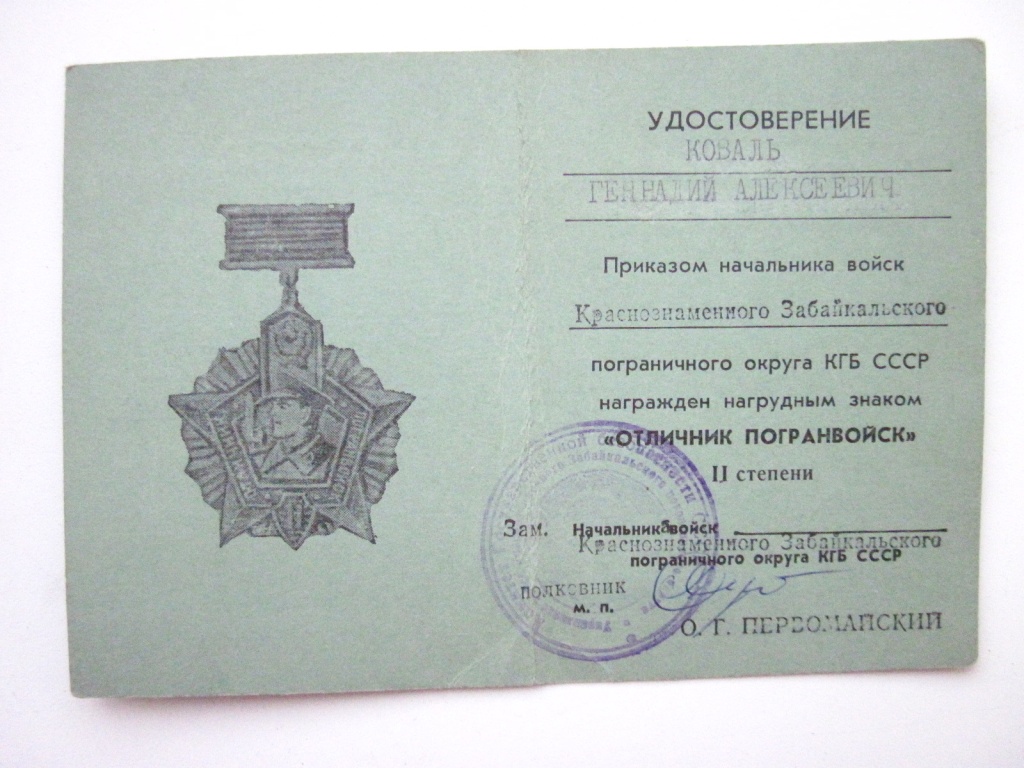 УДОСТОВЕРЕНИЕ
КОВАЛЬ
ГЕННАДИЙ АЛЕКСЕЕВИЧ
Приказом начальника войск
Краснознаменного Забайкальского
пограничного округа КГБ СССР
награжден нагрудным знаком
«ОТЛИЧНИК ПОГРАНВОЙСК»
II степени
Зам. Начальника войск
Краснознаменного Забайкальского
пограничного округа КГБ СССР
полковник
м. п.
О. Г. ПЕРВОМАЙСКИЙ